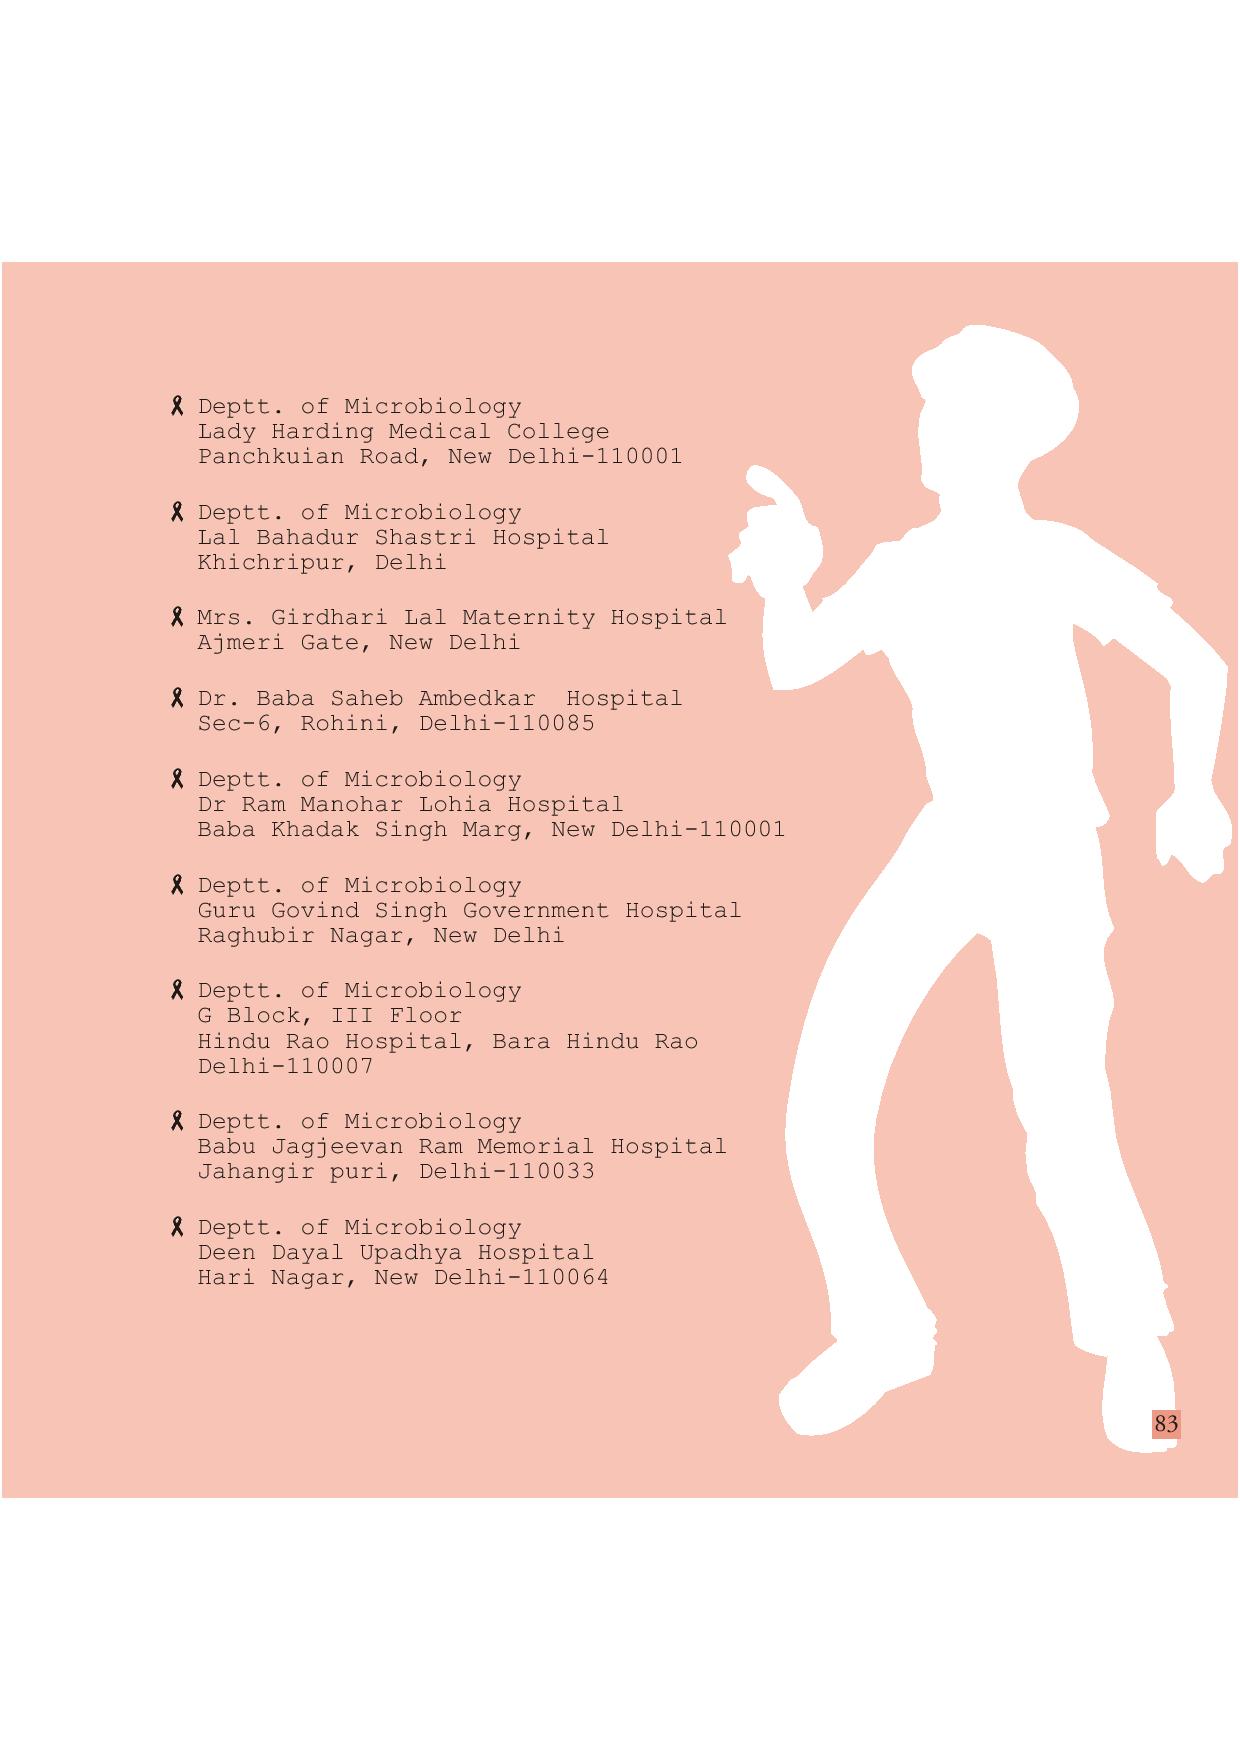 Deptt. of Microbiology
Lady Harding Medical College
Panchkuian Road, New Delhi-110001
Deptt. of Microbiology
Lal Bahadur Shastri Hospital
Khichripur, Delhi
Mrs. Girdhari Lal Maternity Hospital
Ajmeri Gate, New Delhi
Dr. Baba Saheb Ambedkar  Hospital
Sec-6, Rohini, Delhi-110085
Deptt. of Microbiology
Dr Ram Manohar Lohia Hospital
Baba Khadak Singh Marg, New Delhi-110001
Deptt. of Microbiology
Guru Govind Singh Government Hospital
Raghubir Nagar, New Delhi
Deptt. of Microbiology
G Block, III Floor
Hindu Rao Hospital, Bara Hindu Rao
Delhi-110007
Deptt. of Microbiology
Babu Jagjeevan Ram Memorial Hospital
Jahangir puri, Delhi-110033
Deptt. of Microbiology
Deen Dayal Upadhya Hospital
Hari Nagar, New Delhi-110064
83